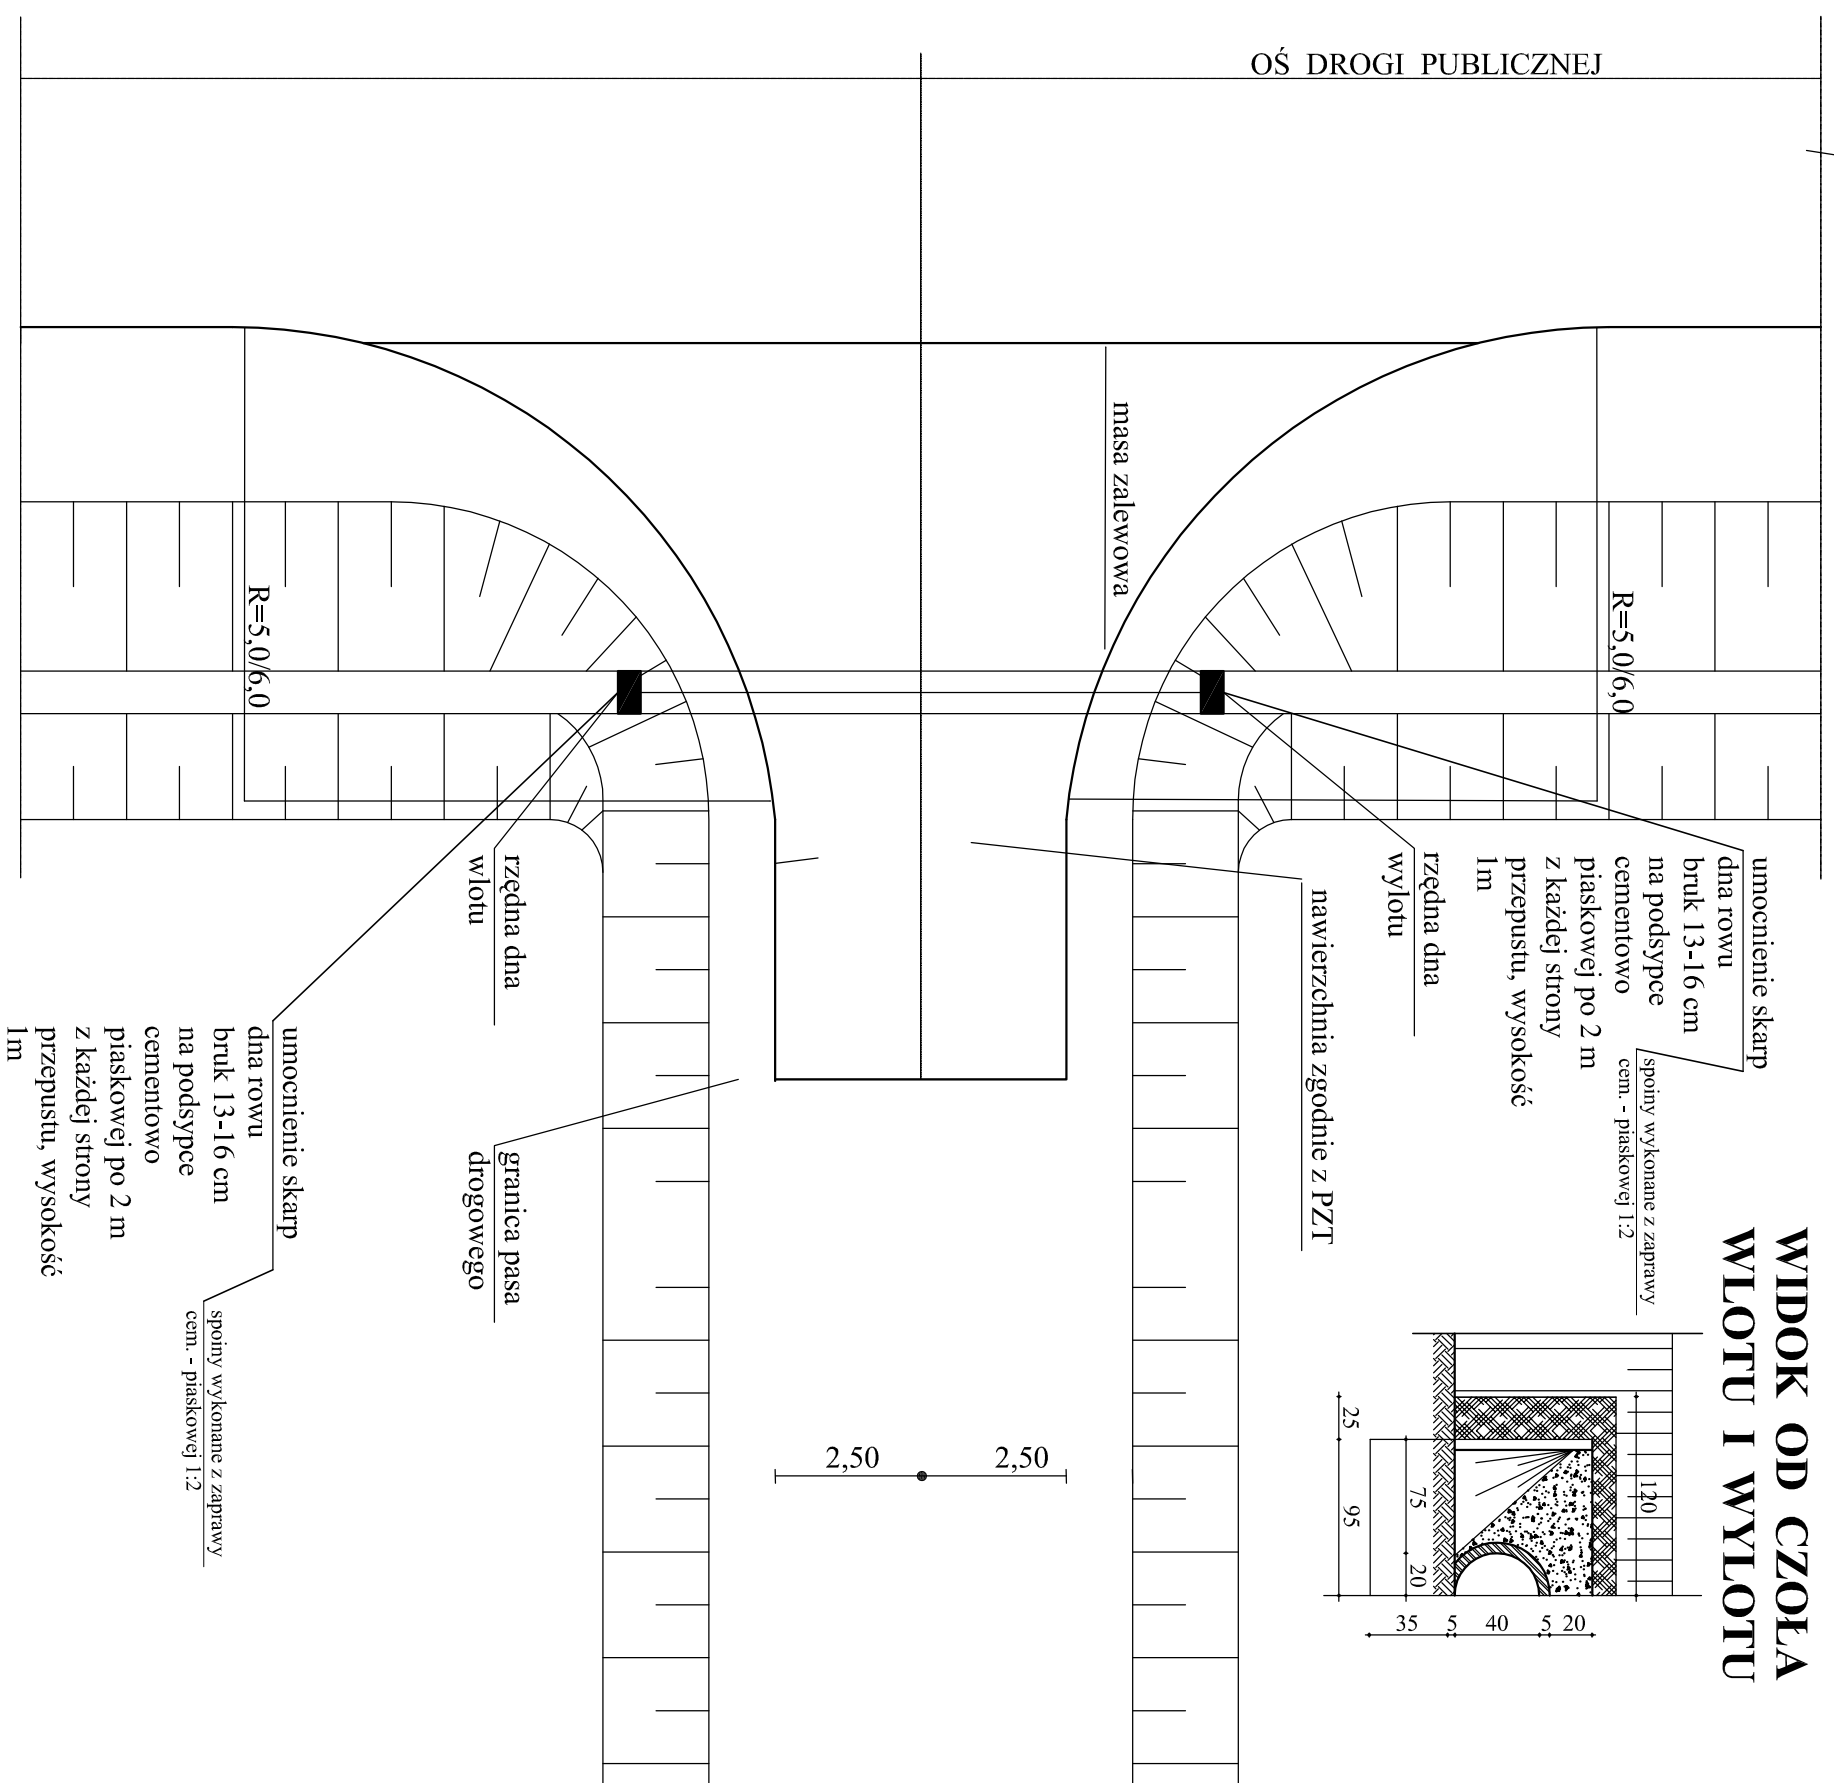 OŚ DROGI PUBLICZNEJ
masa zalewowa
R=5,0/6,0
R=5,0/6,0
umocnienie skarp
dna rowu
bruk 13-16 cm
na podsypce
cementowo
piaskowej po 2 m
z każdej strony
przepustu, wysokość
1m
spoiny wykonane z zaprawy
cem. - piaskowej 1:2
rzędna dna
wylotu
nawierzchnia zgodnie z PZT
rzędna dna
wlotu
granica pasa
drogowego
umocnienie skarp
dna rowu
bruk 13-16 cm
na podsypce
cementowo
piaskowej po 2 m
z każdej strony
przepustu, wysokość
1m
spoiny wykonane z zaprawy
cem. - piaskowej 1:2
2,50
2,50
WIDOK OD CZOŁA
WLOTU I WYLOTU
120
75
20
25
95
35
5
40
5
20